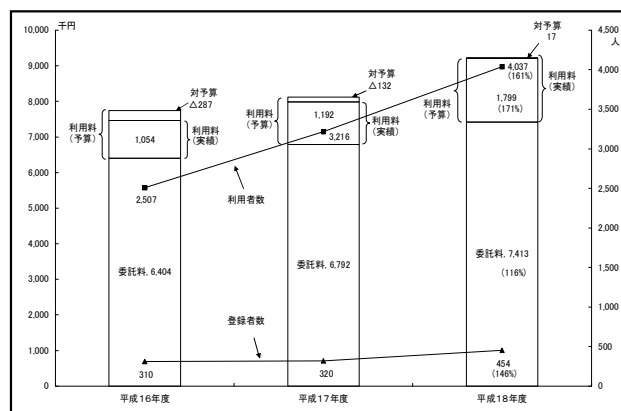 千円
人
10,000
9,000
8,000
7,000
6,000
5,000
4,000
3,000
2,000
1,000
0
4,500
4,000
3,500
3,000
2,500
2,000
1,500
1,000
500
0
対予算
△287
利用料
(予算)
1,054
利用料
(実績)
2,507
利用者数
委託料, 6,404
登録者数
310
平成16年度
対予算
△132
利用料
(予算)
1,192
利用料
(実績)
3,216
委託料, 6,792
320
平成17年度
対予算
17
利用料
(予算)
4,037
(161%)
1,799
(171%)
利用料
(実績)
委託料, 7,413
(116%)
454
(146%)
平成18年度